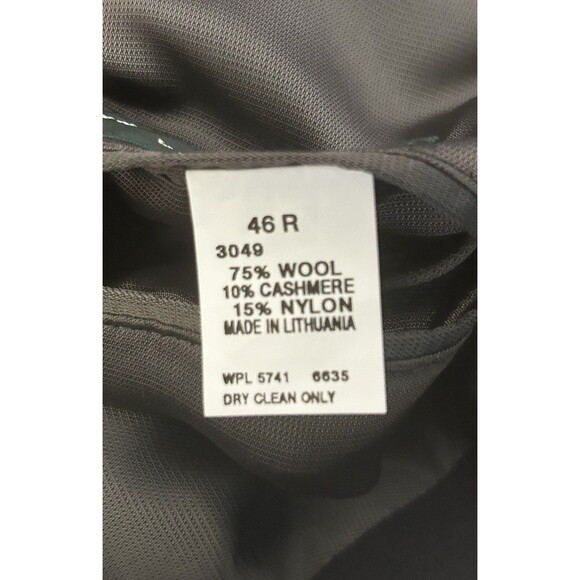 46 R
3049
75% WOOL
10% CASHMERE
15% NYLON
MADE IN LITHUANIA
WPL 5741 6635
DRY CLEAN ONLY